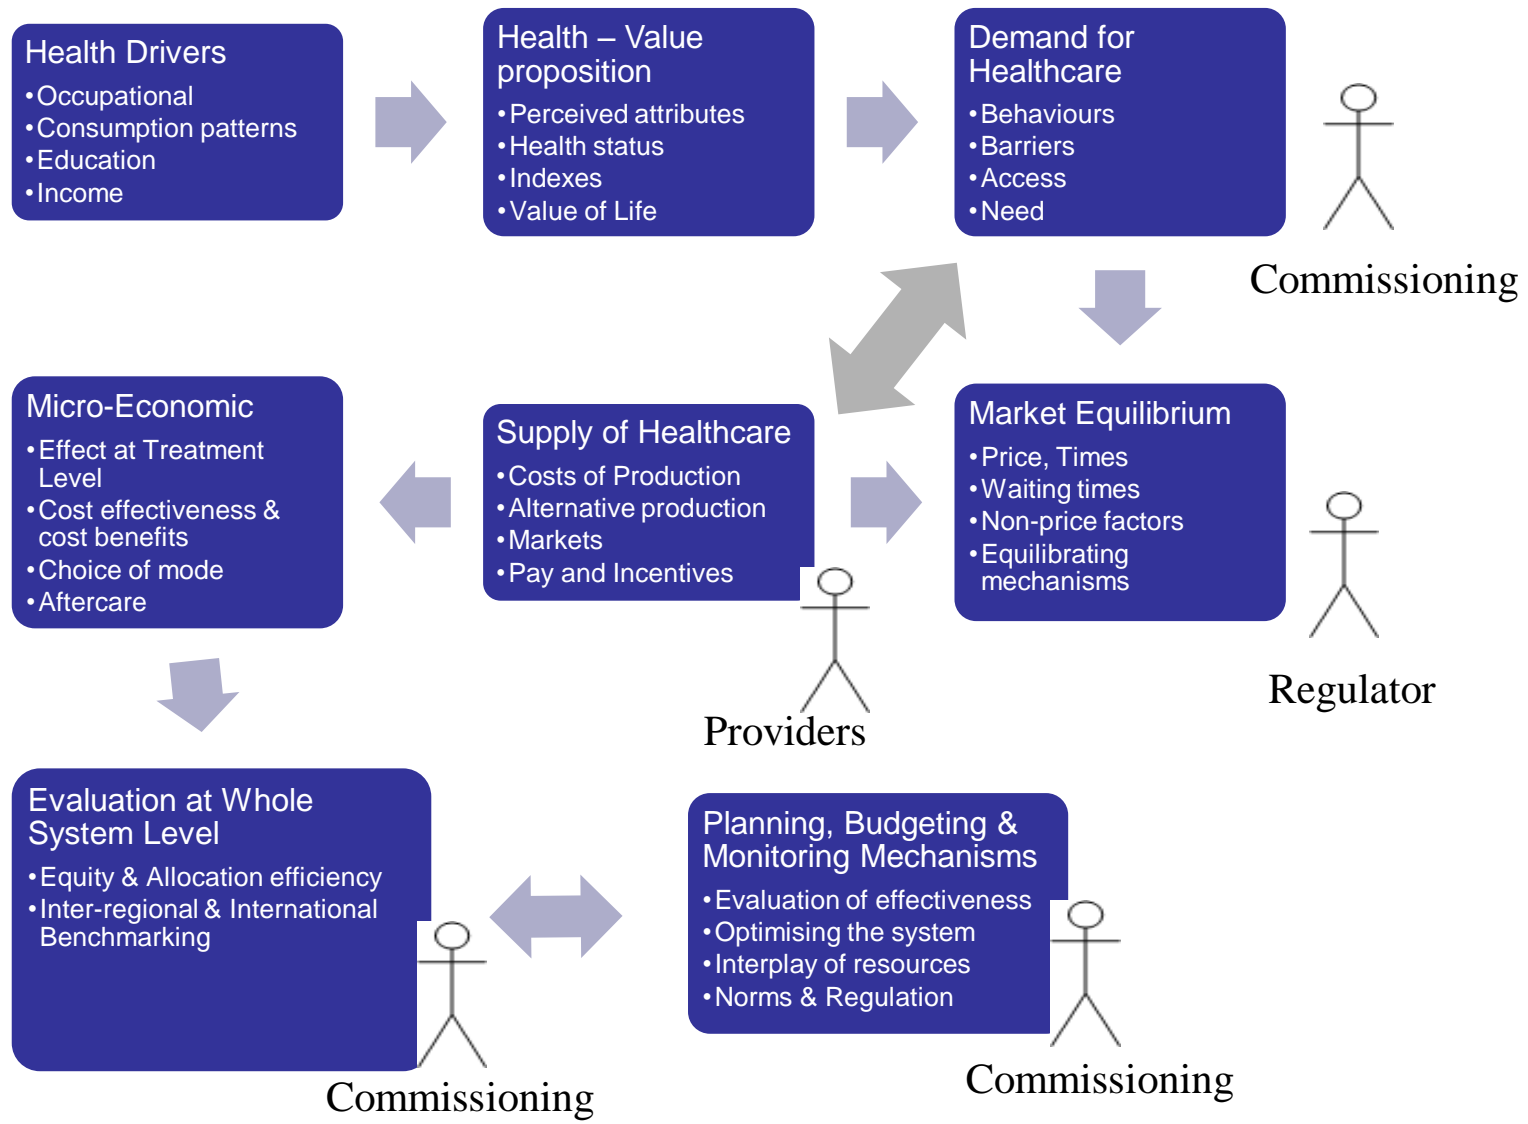 Health Drivers
•Occupational
•Consumption patterns
•Education
•Income
Health – Value
proposition
•Perceived attributes
•Health status
•Indexes
•Value of Life
Demand for
Healthcare
•Behaviours
•Barriers
•Access
•Need
Commissioning
Micro-Economic
•Effect at Treatment
Level
•Cost effectiveness &
cost benefits
•Choice of mode
•Aftercare
Supply of Healthcare
•Costs of Production
•Alternative production
•Markets
•Pay and Incentives
Providers
Market Equilibrium
•Price, Times
•Waiting times
•Non-price factors
•Equilibrating
mechanisms
Regulator
Evaluation at Whole
System Level
•Equity & Allocation efficiency
•Inter-regional & International
Benchmarking
Commissioning
Planning, Budgeting &
Monitoring Mechanisms
•Evaluation of effectiveness
•Optimising the system
•Interplay of resources
•Norms & Regulation
Commissioning